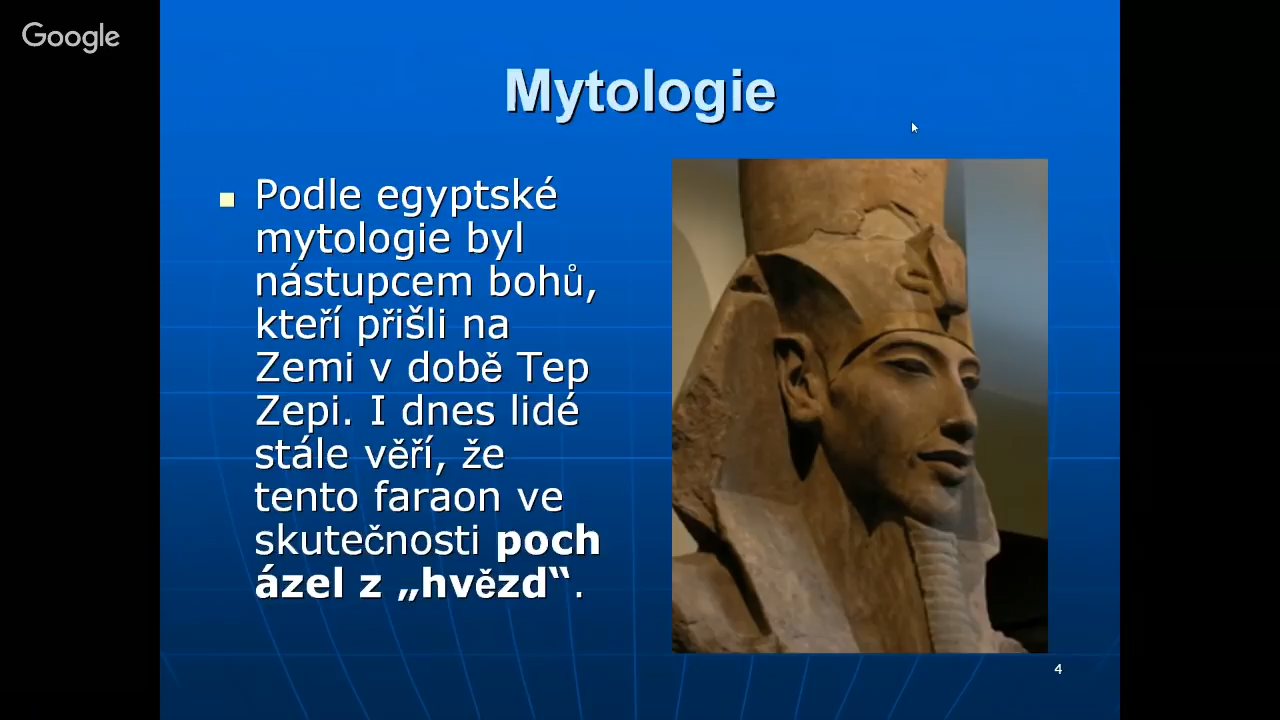 Google
Mytologie
Podle egyptské
mytologie byl
nástupcem bohů,
kteří přišli na
Zemi v době Tep
Zepi. I dnes lidé
stále věří, že
tento faraon ve
skutečnosti poch
ázel z „hvězd“.
4